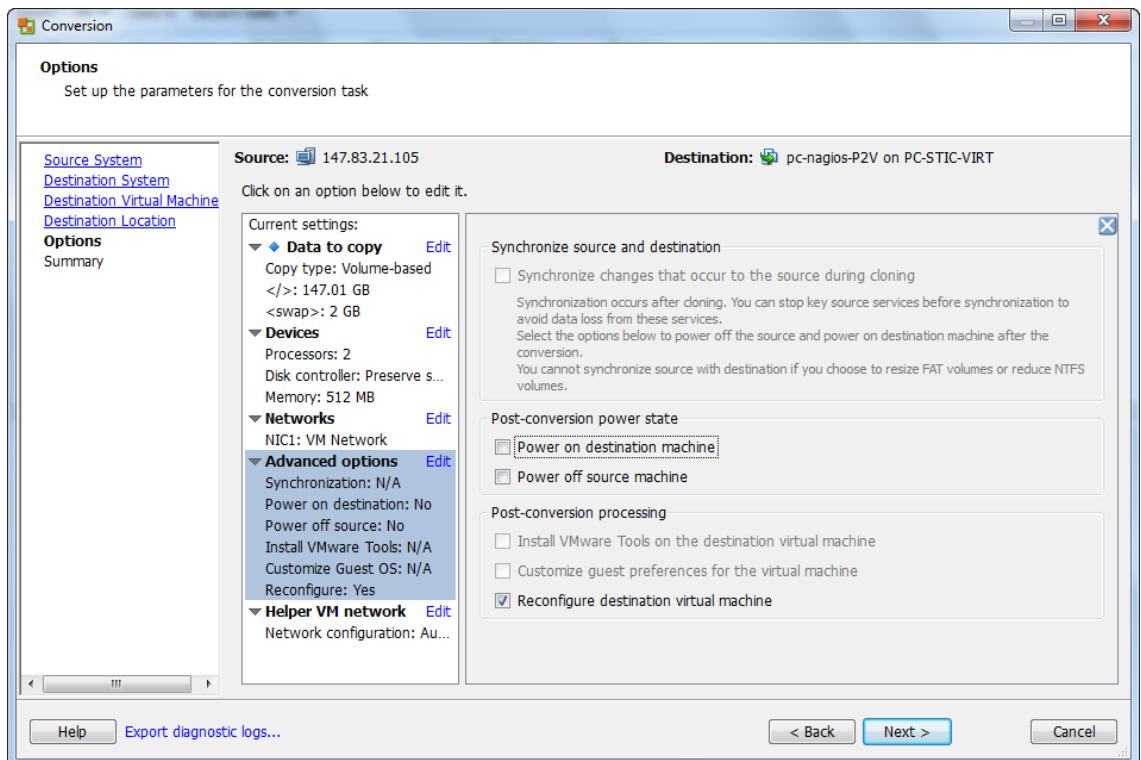 Conversion
Options
Set up the parameters for the conversion task
Source System
Destination System
Destination Virtual Machine
Destination Location
Options
Summary
Source: 147.83.21.105
Destination: pc-nagios-P2V on PC-STIC-VIRT
Click on an option below to edit it.
Current settings:
Data to copy Edit
Copy type: Volume-based
</>: 147.01 GB
<swap>: 2 GB
Devices Edit
Processors: 2
Disk controller: Preserve s...
Memory: 512 MB
Networks Edit
NIC1: VM Network
Advanced options Edit
Synchronization: N/A
Power on destination: No
Power off source: No
Install VMware Tools: N/A
Customize Guest OS: N/A
Reconfigure: Yes
Helper VM network Edit
Network configuration: Au...
Synchronize source and destination
Synchronize changes that occur to the source during cloning
Synchronization occurs after cloning. You can stop key source services before synchronization to
avoid data loss from these services.
Select the options below to power off the source and power on destination machine after the
conversion.
You cannot synchronize source with destination if you choose to resize FAT volumes or reduce NTFS
volumes.
Post-conversion power state
Power on destination machine
Power off source machine
Post-conversion processing
Install VMware Tools on the destination virtual machine
Customize guest preferences for the virtual machine
Reconfigure destination virtual machine
Help
Export diagnostic logs...
< Back
Next >
Cancel